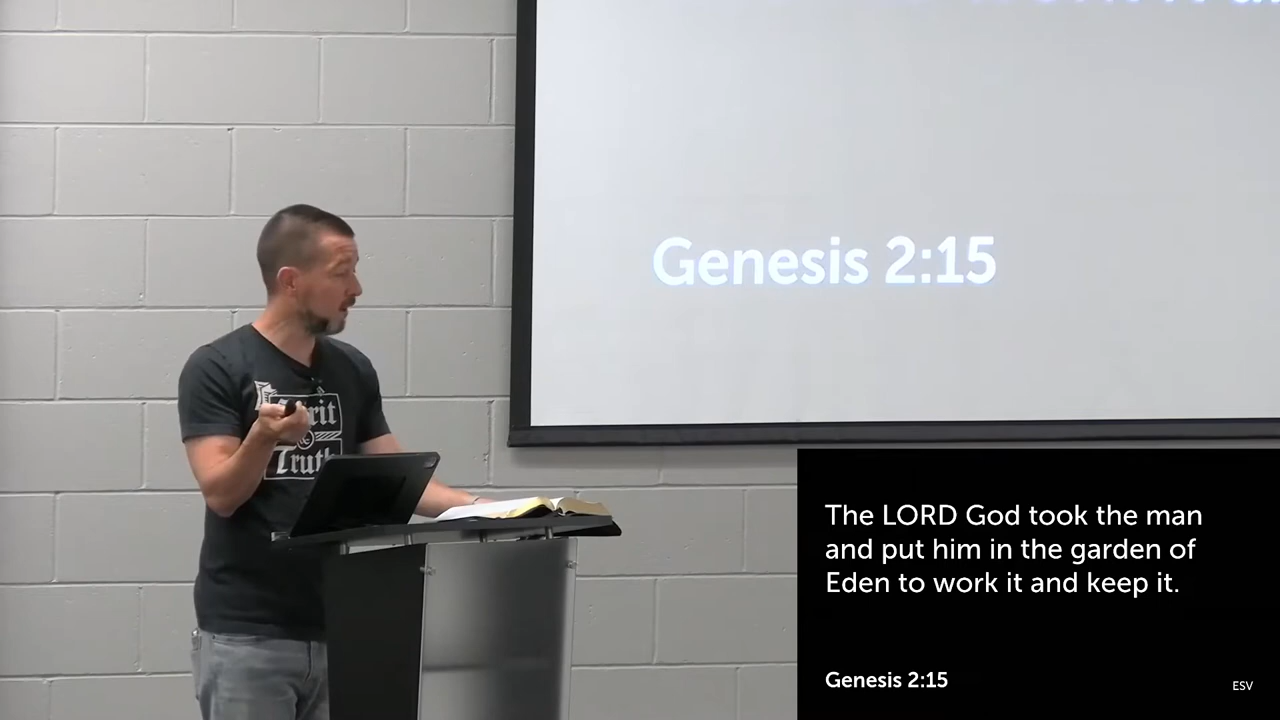 Genesis 2:15
Truth
The LORD God took the man
and put him in the garden of
Eden to work it and keep it.
Genesis 2:15
ESV